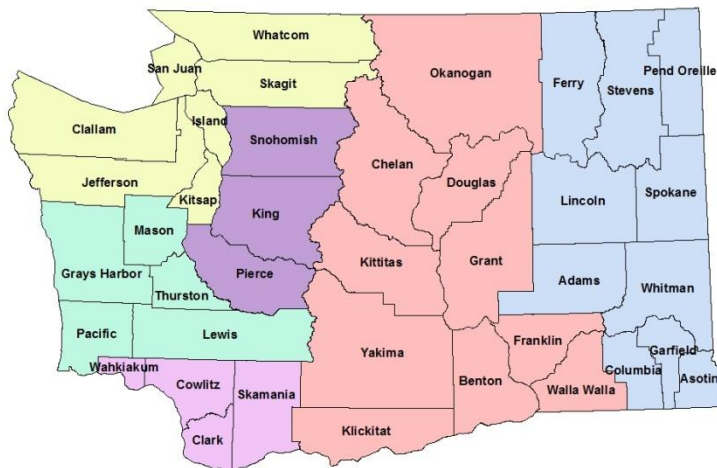 Whatcom
San Juan
Skagit
Okanogan
Ferry
Stevens
Pend Oreille
Island
Clallam
Snohomish
Chelan
Douglas
Jefferson
Kitsap
Lincoln
Spokane
King
Mason
Grays Harbor
Pierce
Kittitas
Grant
Adams
Whitman
Thurston
Pacific
Lewis
Yakima
Franklin
Garfield
Wahkiakum
Cowlitz
Skamania
Benton
Walla Walla
Columbia
Asotin
Clark
Klickitat